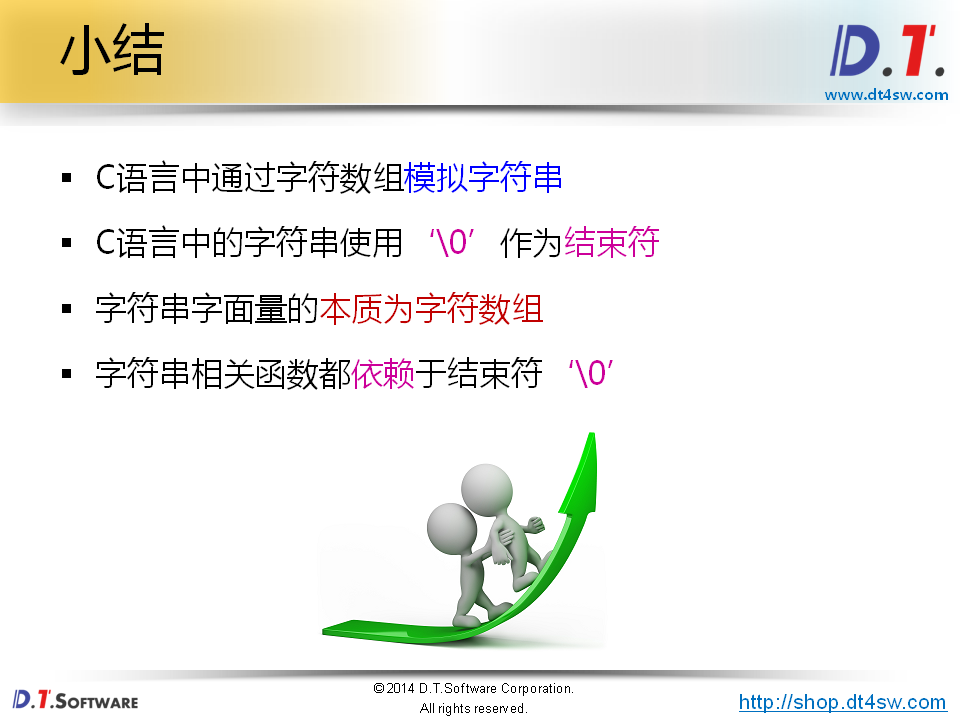 小结
D.T.
www.dt4sw.com
▪ C语言中通过字符数组模拟字符串
▪ C语言中的字符串使用‘\0’作为结束符
▪ 字符串字面量的本质为字符数组
▪ 字符串相关函数都依赖于结束符‘\0’
D.T.SOFTWARE
©2014 D.T.Software Corporation.
All rights reserved.
http://shop.dt4sw.com